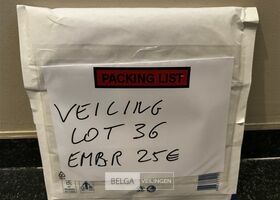 PACKING LIST
VEILING
LOT 36
EMBR 25€
BELGA VEILINGEN